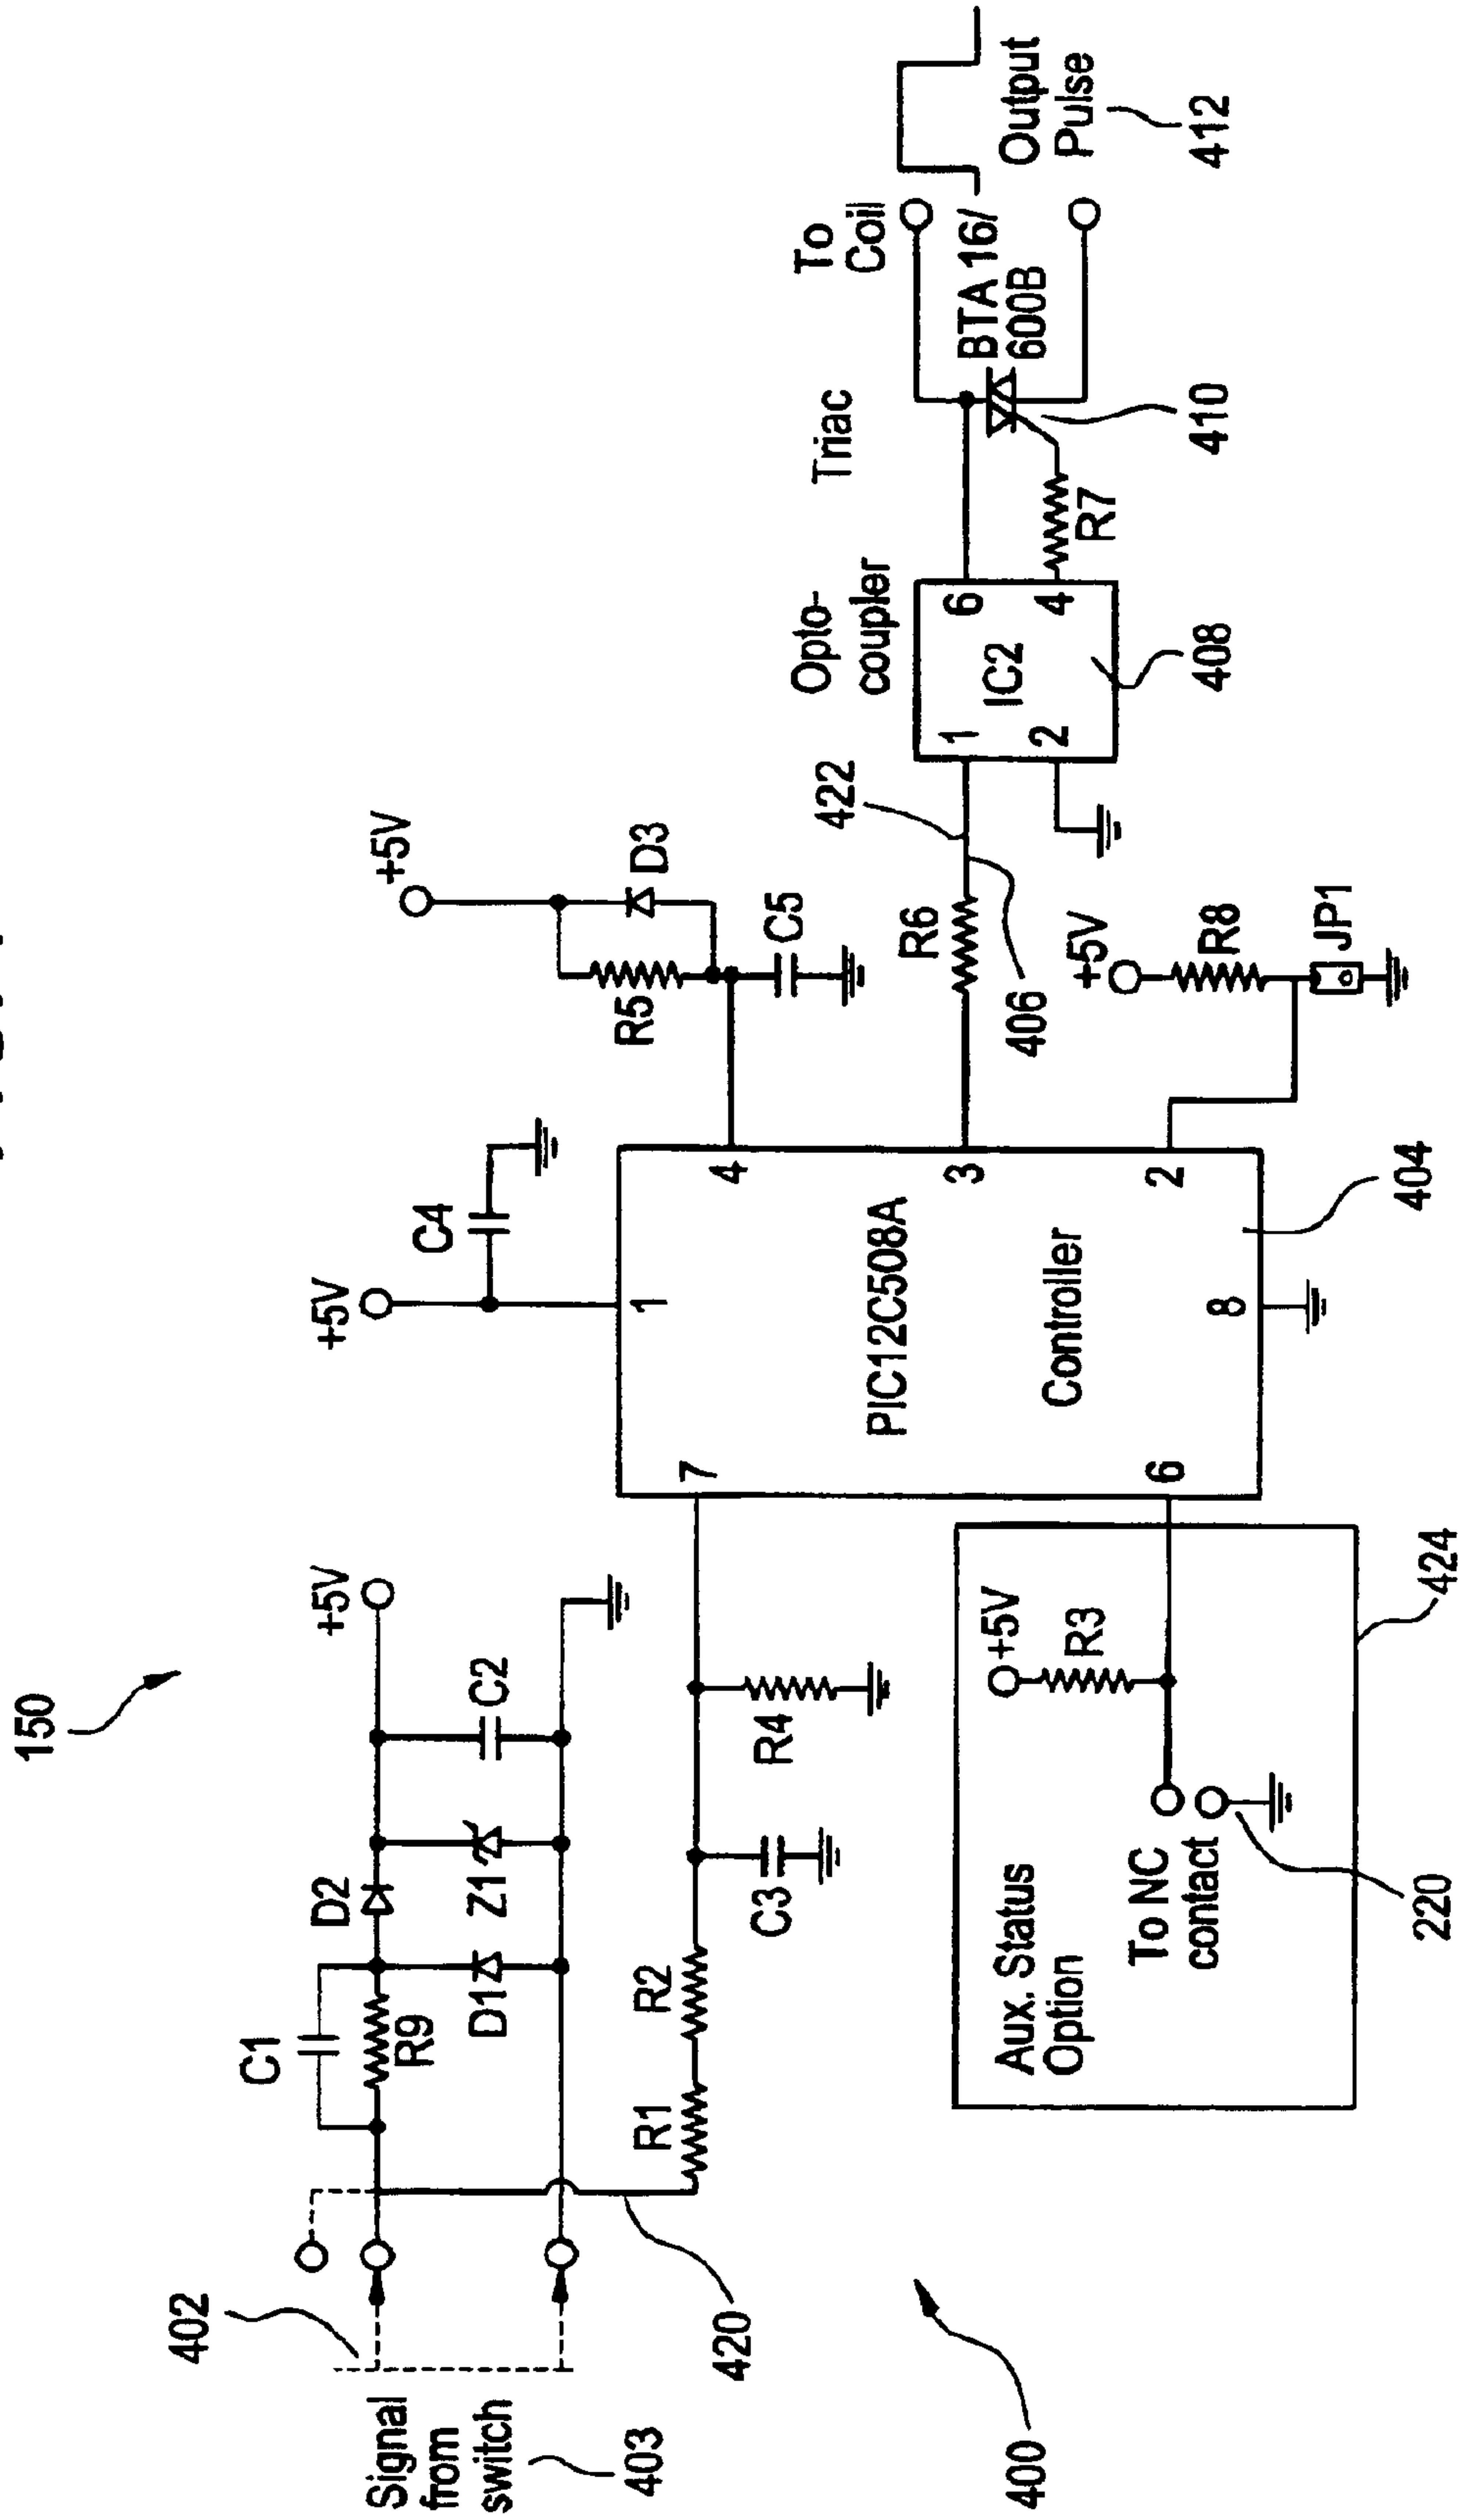 150
400
402
Signal
from
switch
403
420
C1
R9
D2
D1
Z1
C2
+5V
R1
R2
C3
R4
Aux. Status
Option
+5V
R3
To NC
contact
220
424
+5V
C4
1
7
4
PIC12C508A
3
Controller
6
8
2
404
+5V
R5
D3
C5
R6
422
406
+5V
R8
JP1
Opto-
coupler
1
6
IC2
2
4
408
Triac
R7
To
Coil
BTA 16/
600B
410
Output
Pulse
412